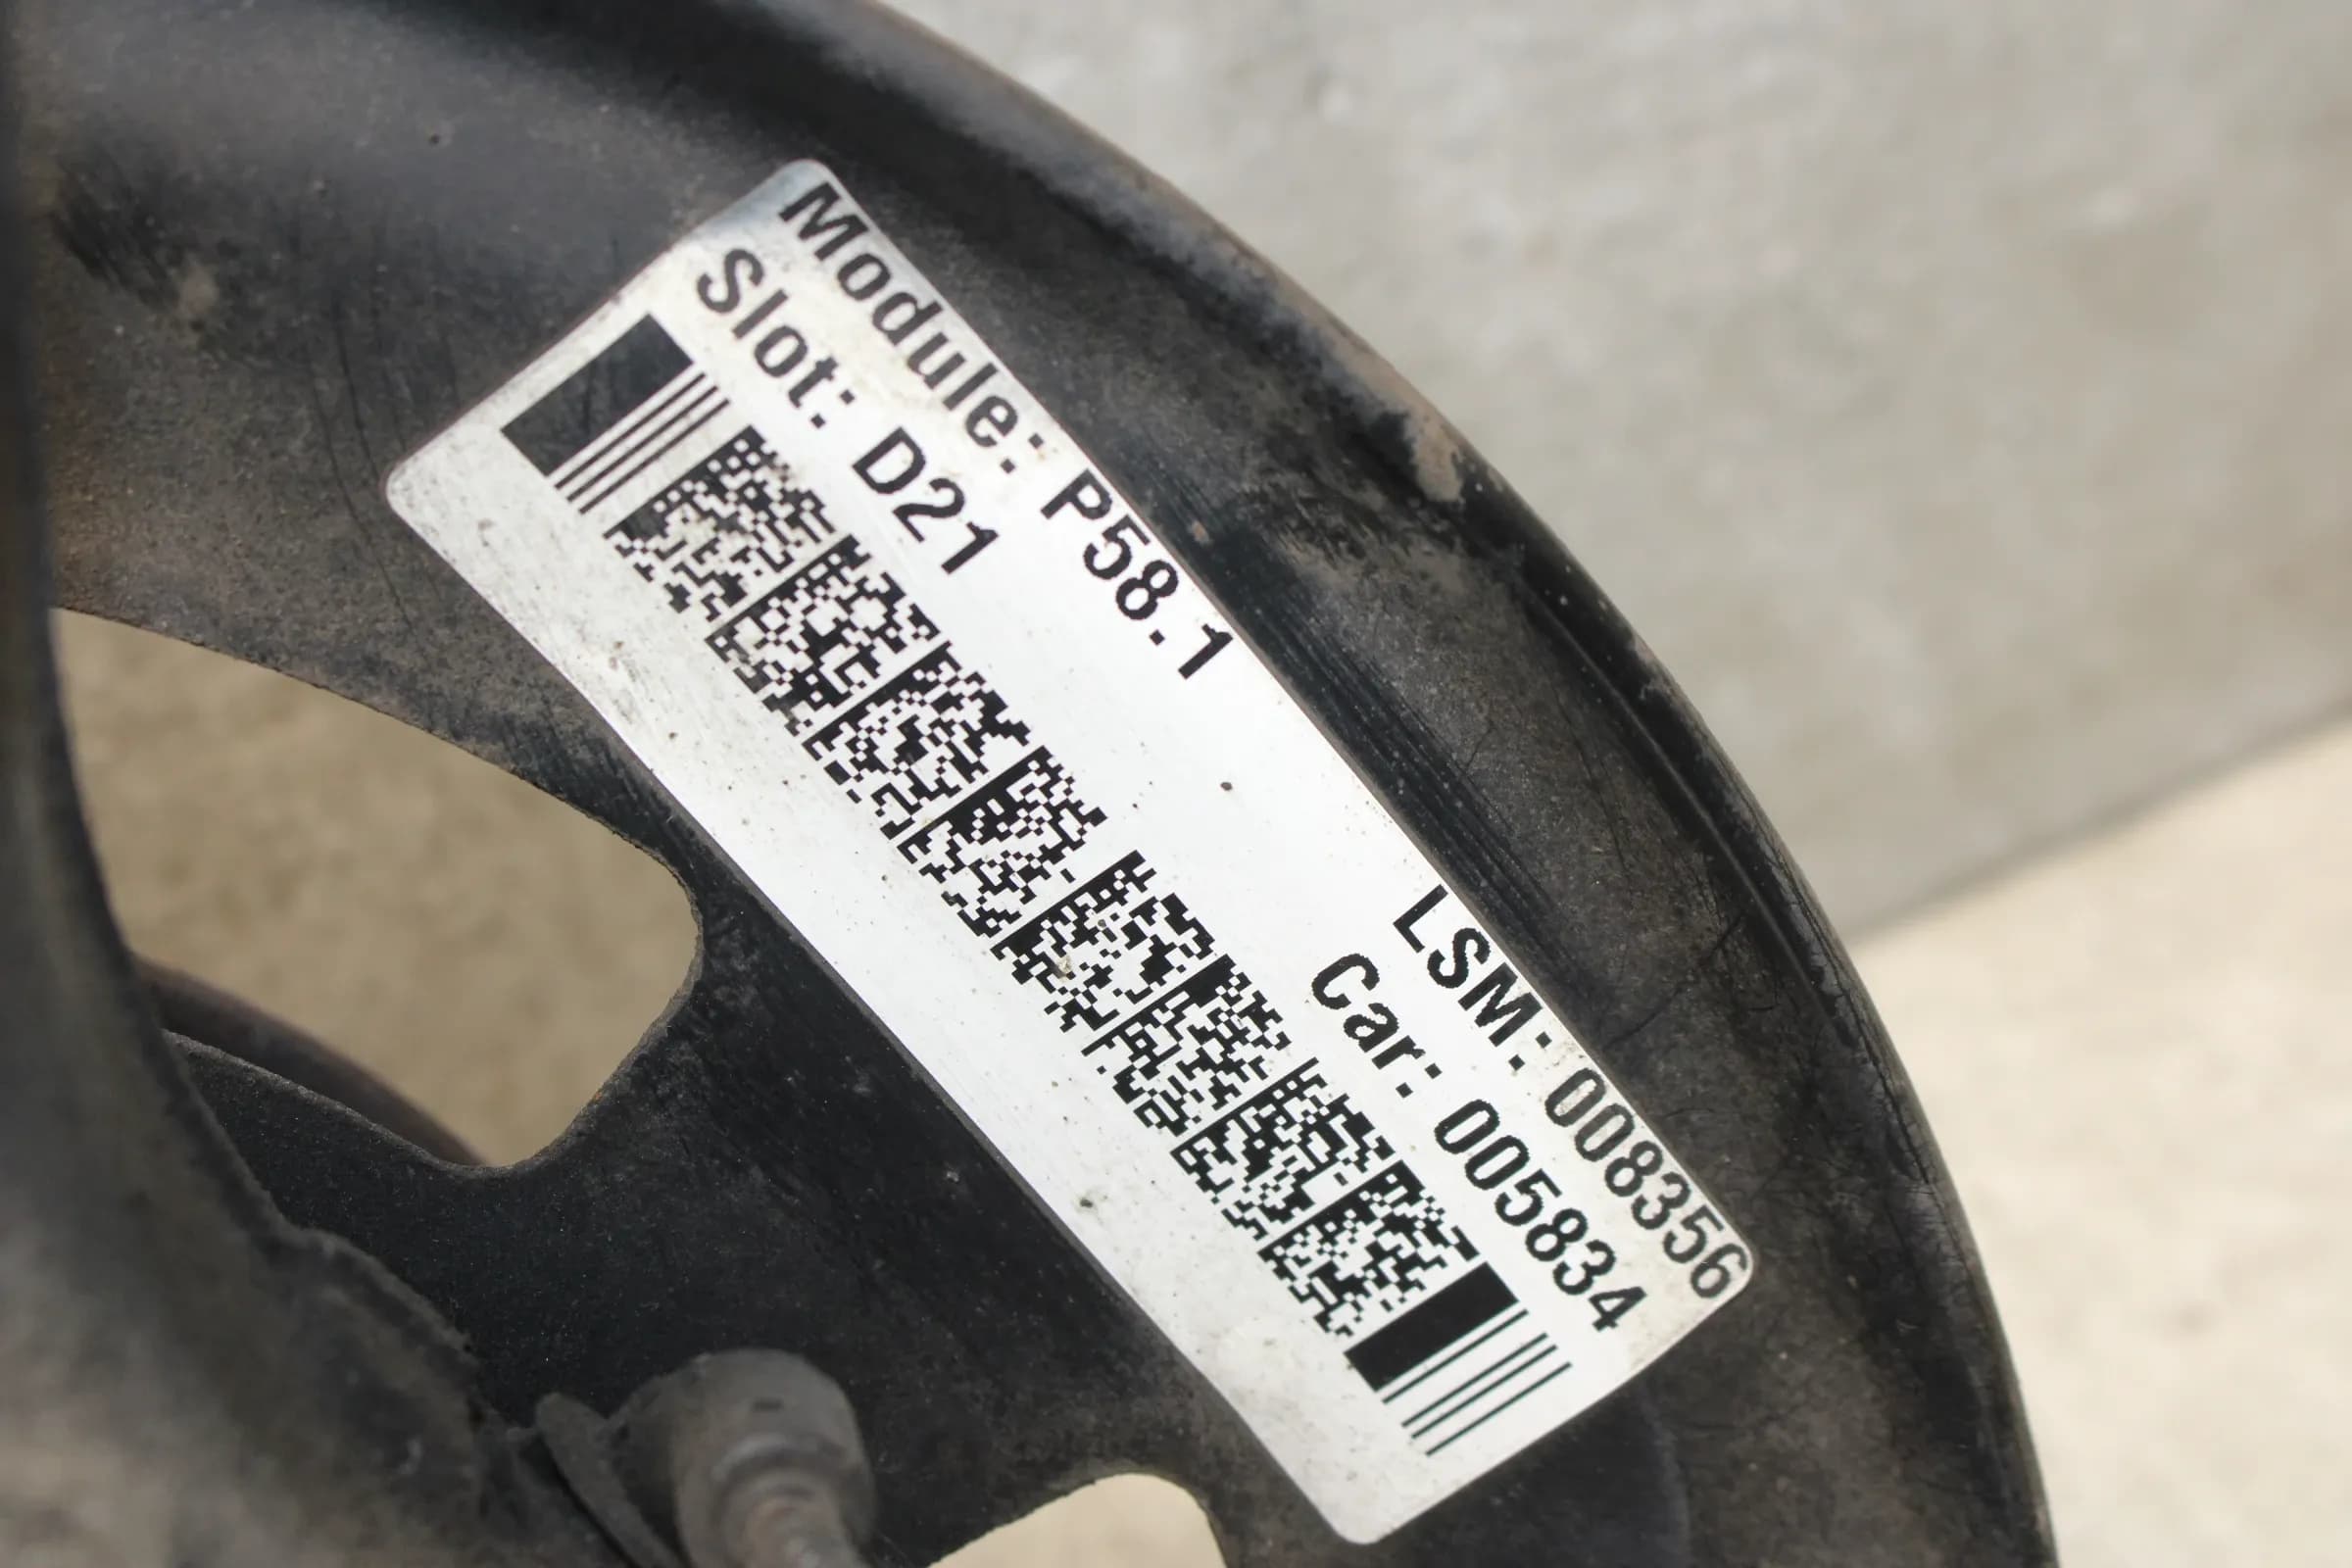 Module: P58.1
LSM: 008356
Slot: D21
Car: 005834